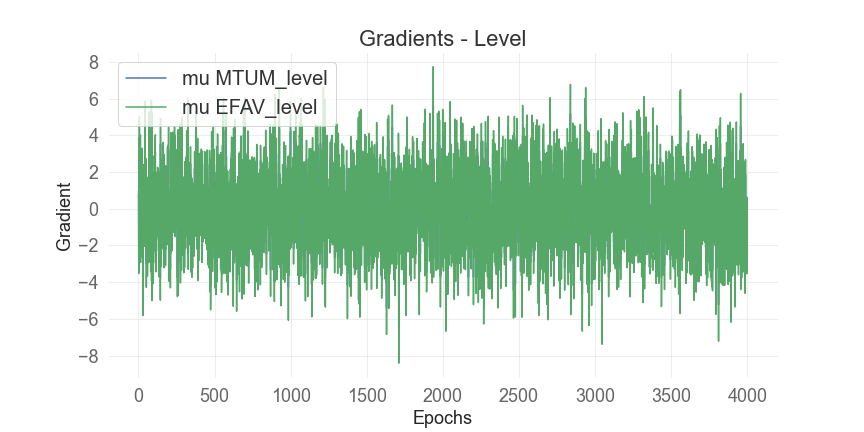 Gradients - Level
mu MTUM_level
mu EFAV_level
8
6
4
2
0
−2
−4
−6
−8
Gradient
0 500 1000 1500 2000 2500 3000 3500 4000
Epochs